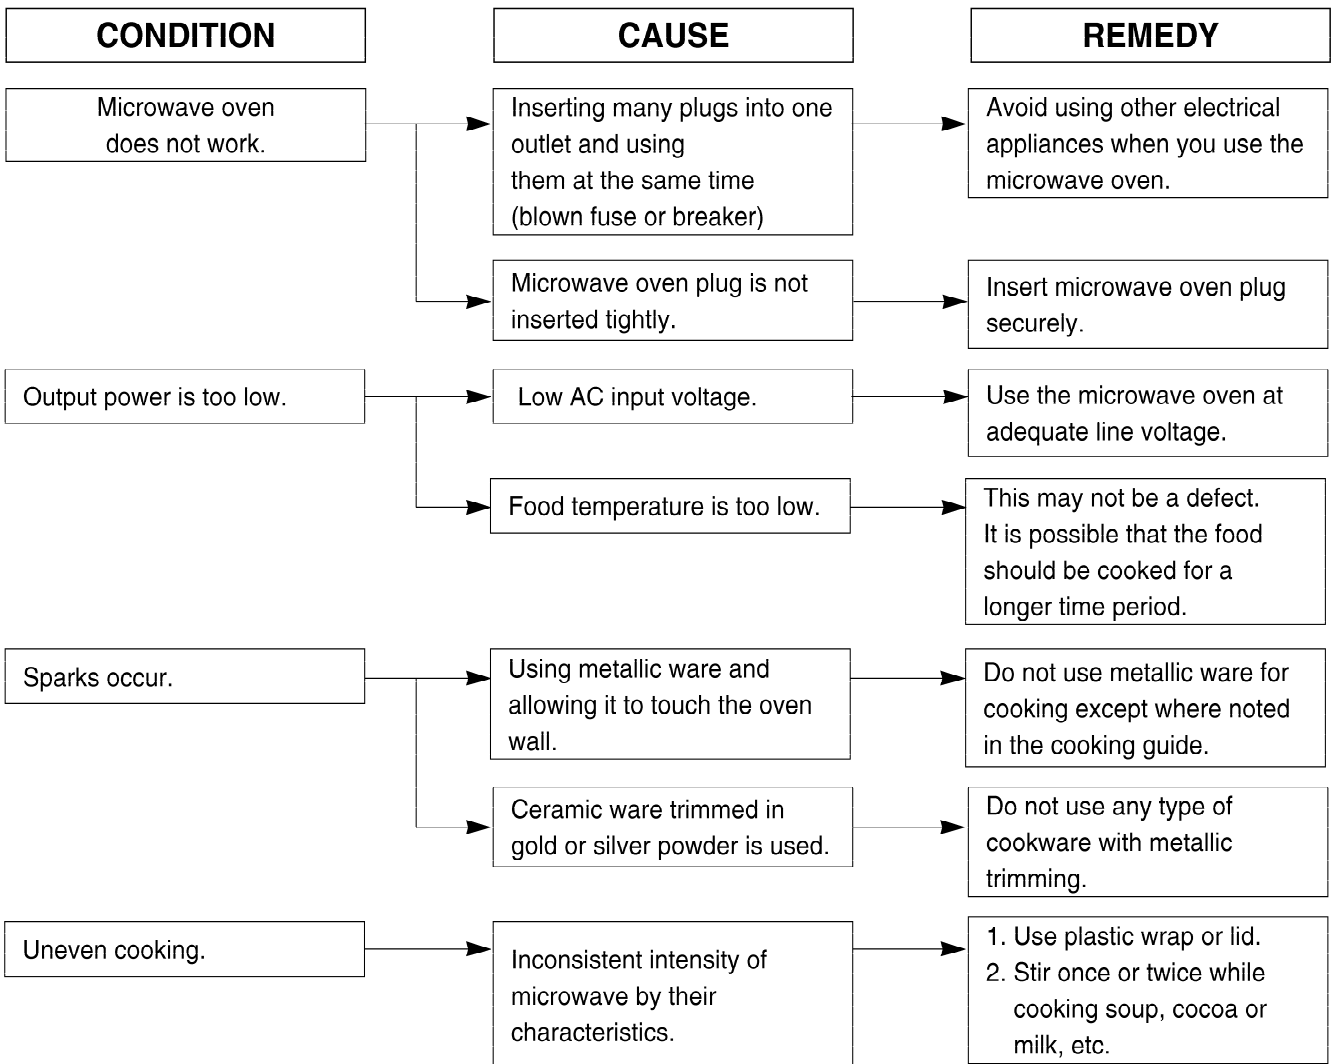 CONDITION
CAUSE
REMEDY
Microwave oven
does not work.
Inserting many plugs into one
outlet and using
them at the same time
(blown fuse or breaker)
Avoid using other electrical
appliances when you use the
microwave oven.
Microwave oven plug is not
inserted tightly.
Insert microwave oven plug
securely.
Output power is too low.
Low AC input voltage.
Use the microwave oven at
adequate line voltage.
Food temperature is too low.
This may not be a defect.
It is possible that the food
should be cooked for a
longer time period.
Sparks occur.
Using metallic ware and
allowing it to touch the oven
wall.
Do not use metallic ware for
cooking except where noted
in the cooking guide.
Ceramic ware trimmed in
gold or silver powder is used.
Do not use any type of
cookware with metallic
trimming.
Uneven cooking.
Inconsistent intensity of
microwave by their
characteristics.
1. Use plastic wrap or lid.
2. Stir once or twice while
cooking soup, cocoa or
milk, etc.